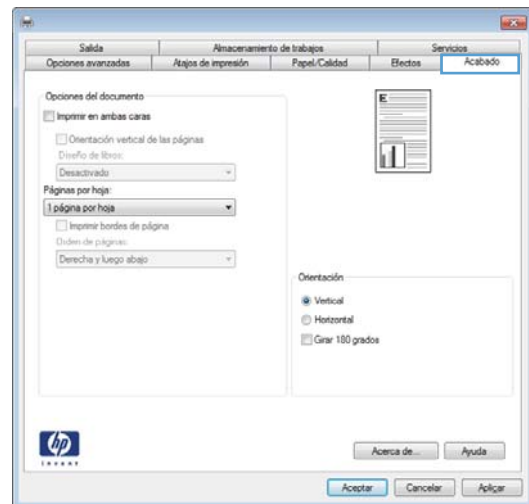 Salida Almacenamiento de trabajos Servicios
Opciones avanzadas Atajos de impresión Papel/Calidad Efectos Acabado
Opciones del documento
Imprimir en ambas caras
Orientación vertical de las páginas
Diseño de libros:
Desactivado
Páginas por hoja:
1 página por hoja
Imprimir bordes de página
Orden de páginas:
Derecha y luego abajo
E
Orientación
Vertical
Horizontal
Girar 180 grados
hp
invent
Acerca de... Ayuda
Aceptar Cancelar Aplicar